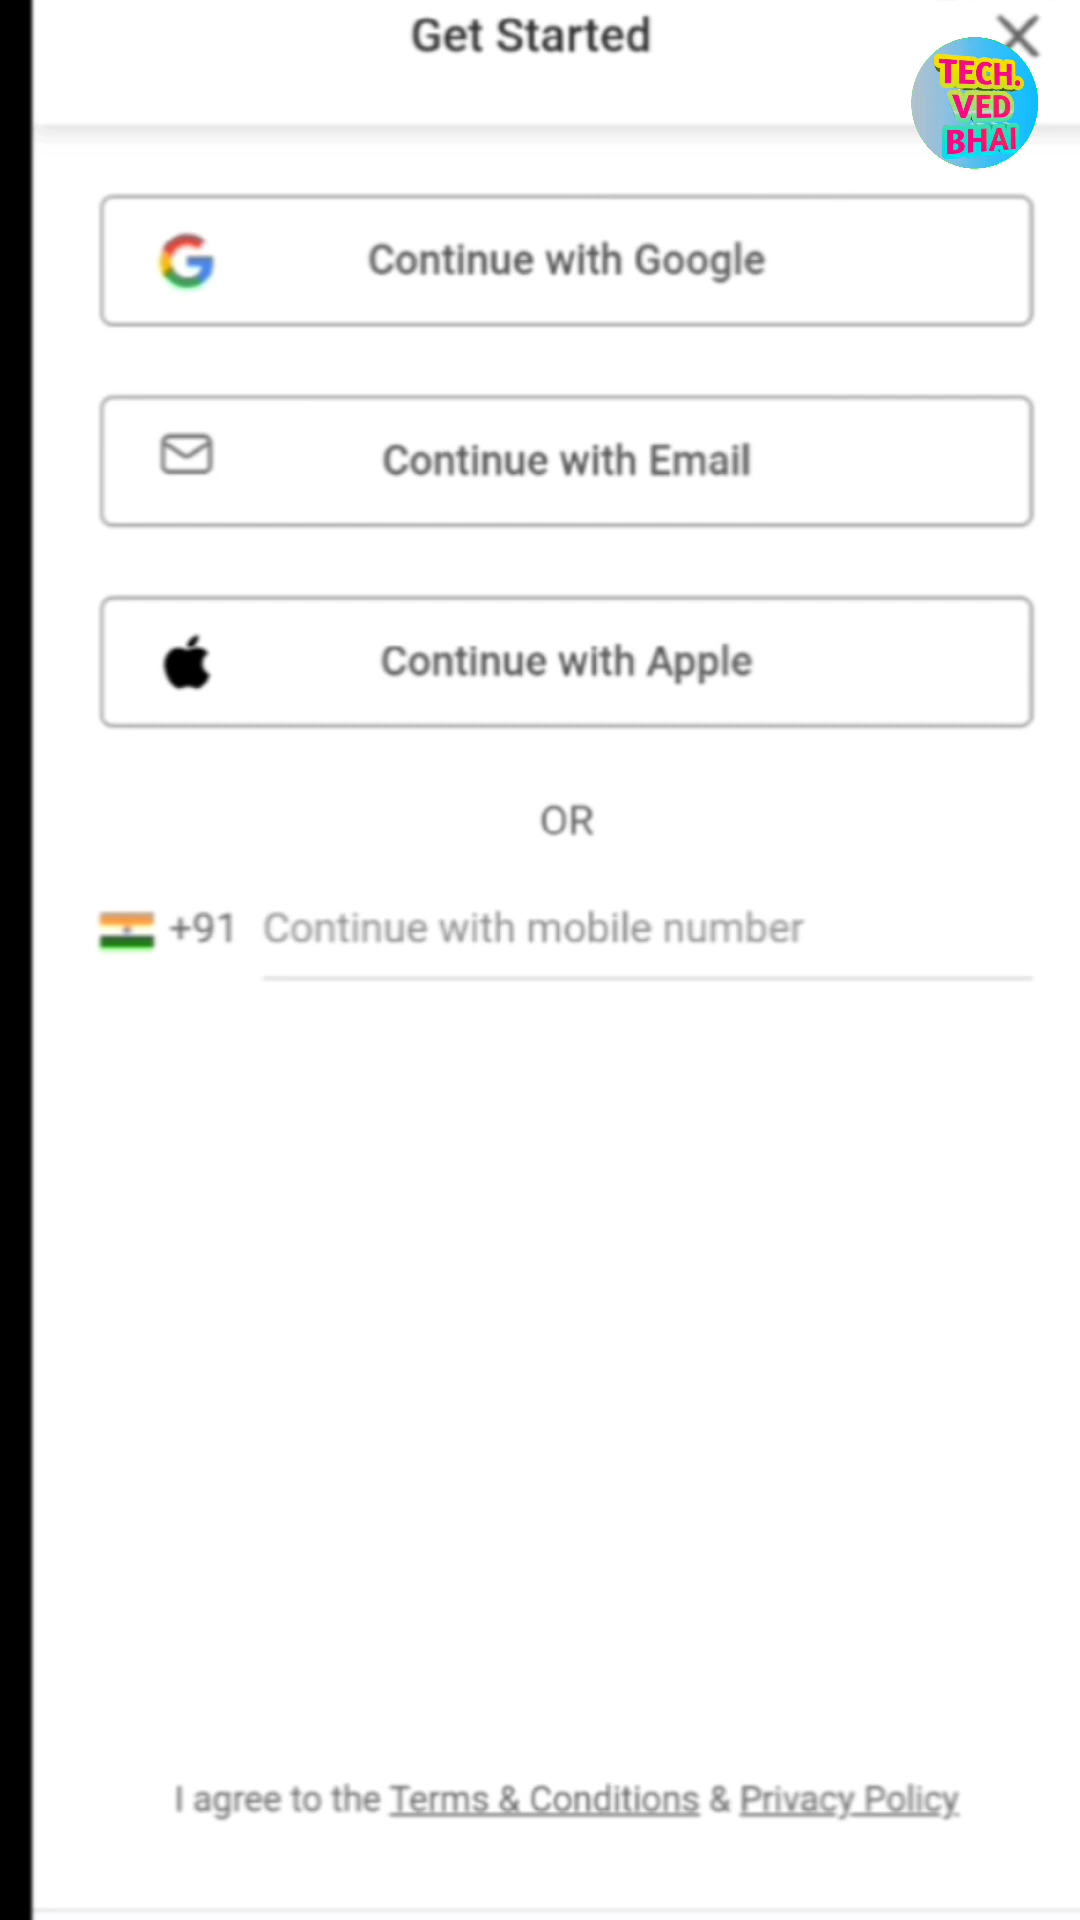 Get Started
TECH.
VED
BHAI
Continue with Google
Continue with Email
Continue with Apple
OR
+91 Continue with mobile number
I agree to the Terms & Conditions & Privacy Policy